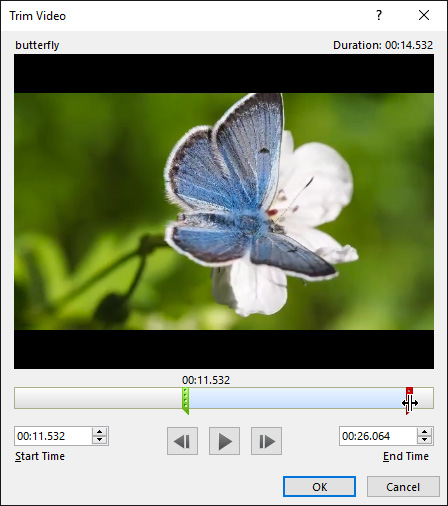 Trim Video ?
butterfly Duration: 00:14.532
00:11.532
00:11.532 00:26.064
Start Time End Time
OK Cancel